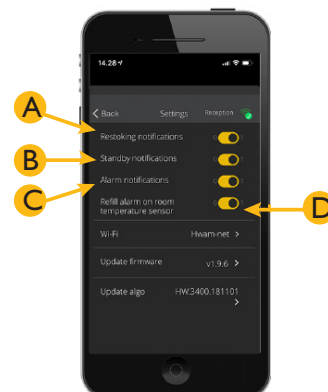 14.28
Back Settings Reception
A
Restoking notifications
B
Standby notifications
C
Alarm notifications
Refill alarm on room
temperature sensor
D
Wi-Fi Hwam-net >
Update firmware v1.9.6 >
Update algo HW.3400.181101
>